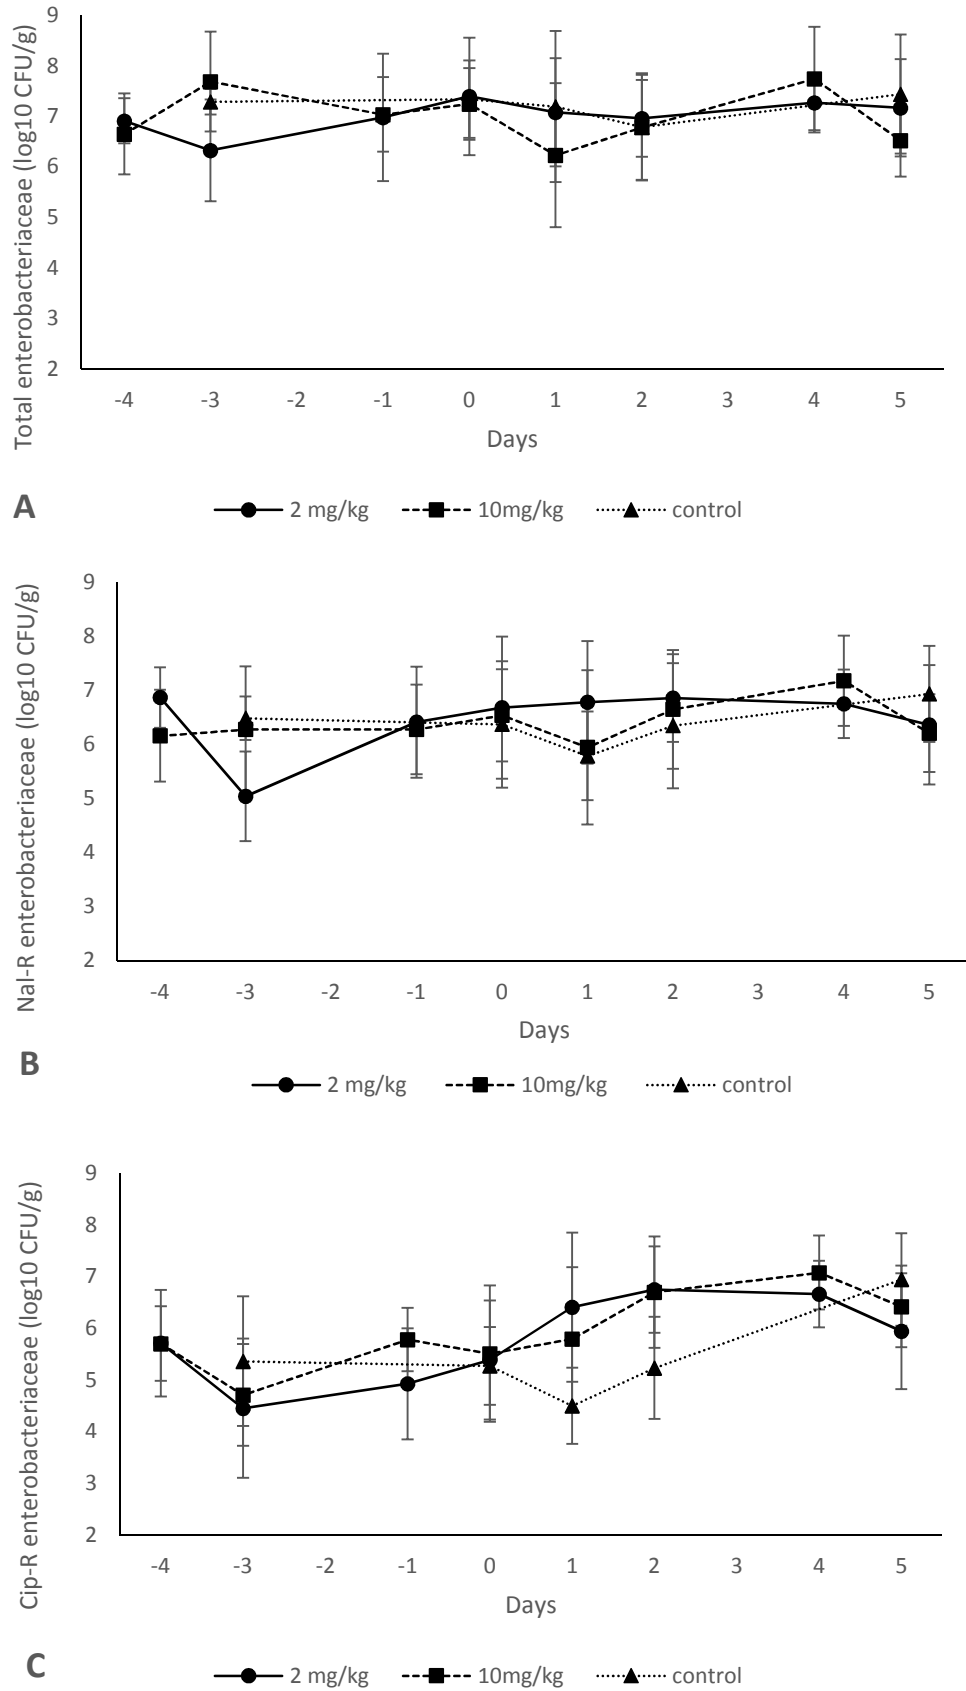 Total enterobacteriaceae (log10 CFU/g)
9
8
7
6
5
4
3
2
-4 -3 -2 -1 0 1 2 3 4 5
Days
A
2 mg/kg 10mg/kg control
Nal-R enterobacteriaceae (log10 CFU/g)
9
8
7
6
5
4
3
2
-4 -3 -2 -1 0 1 2 3 4 5
Days
B
2 mg/kg 10mg/kg control
Cip-R enterobacteriaceae (log10 CFU/g)
9
8
7
6
5
4
3
2
-4 -3 -2 -1 0 1 2 3 4 5
Days
C
2 mg/kg 10mg/kg control